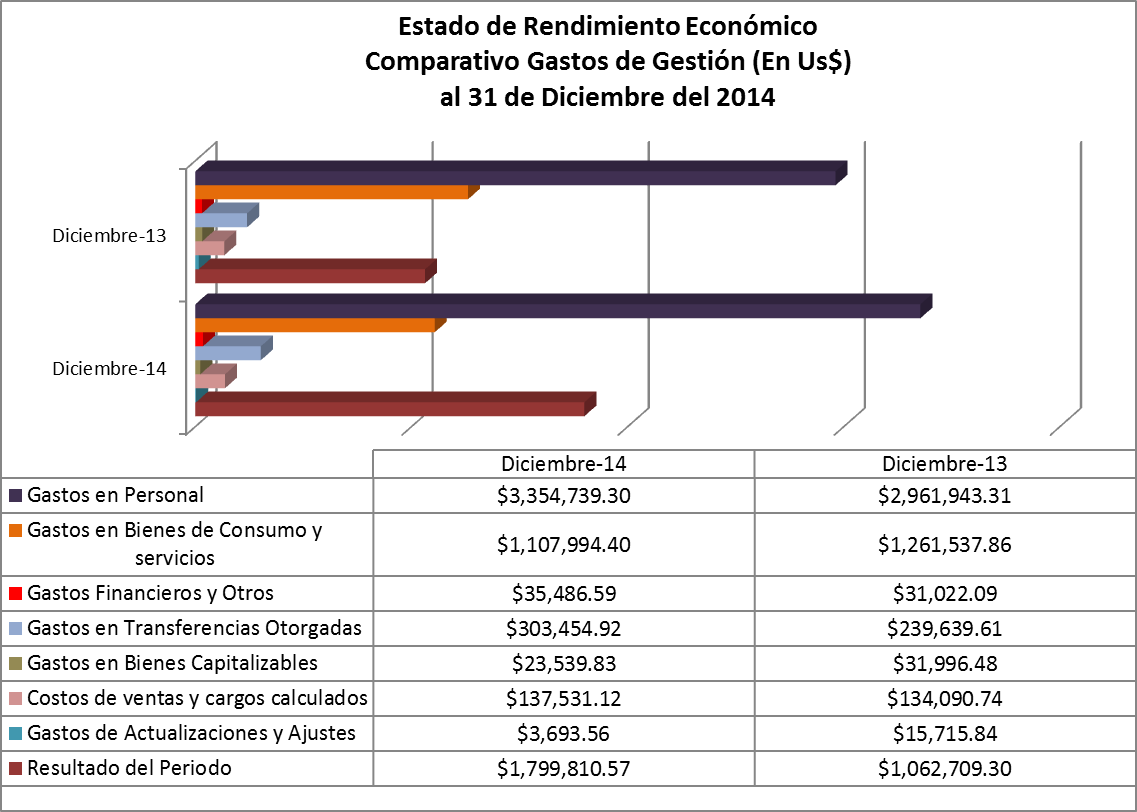 Estado de Rendimiento Económico
Comparativo Gastos de Gestión (En Us$)
al 31 de Diciembre del 2014
Diciembre-13
Diciembre-14
Diciembre-14 Diciembre-13
Gastos en Personal $3,354,739.30 $2,961,943.31
Gastos en Bienes de Consumo y
servicios $1,107,994.40 $1,261,537.86
Gastos Financieros y Otros $35,486.59 $31,022.09
Gastos en Transferencias Otorgadas $303,454.92 $239,639.61
Gastos en Bienes Capitalizables $23,539.83 $31,996.48
Costos de ventas y cargos calculados $137,531.12 $134,090.74
Gastos de Actualizaciones y Ajustes $3,693.56 $15,715.84
Resultado del Periodo $1,799,810.57 $1,062,709.30